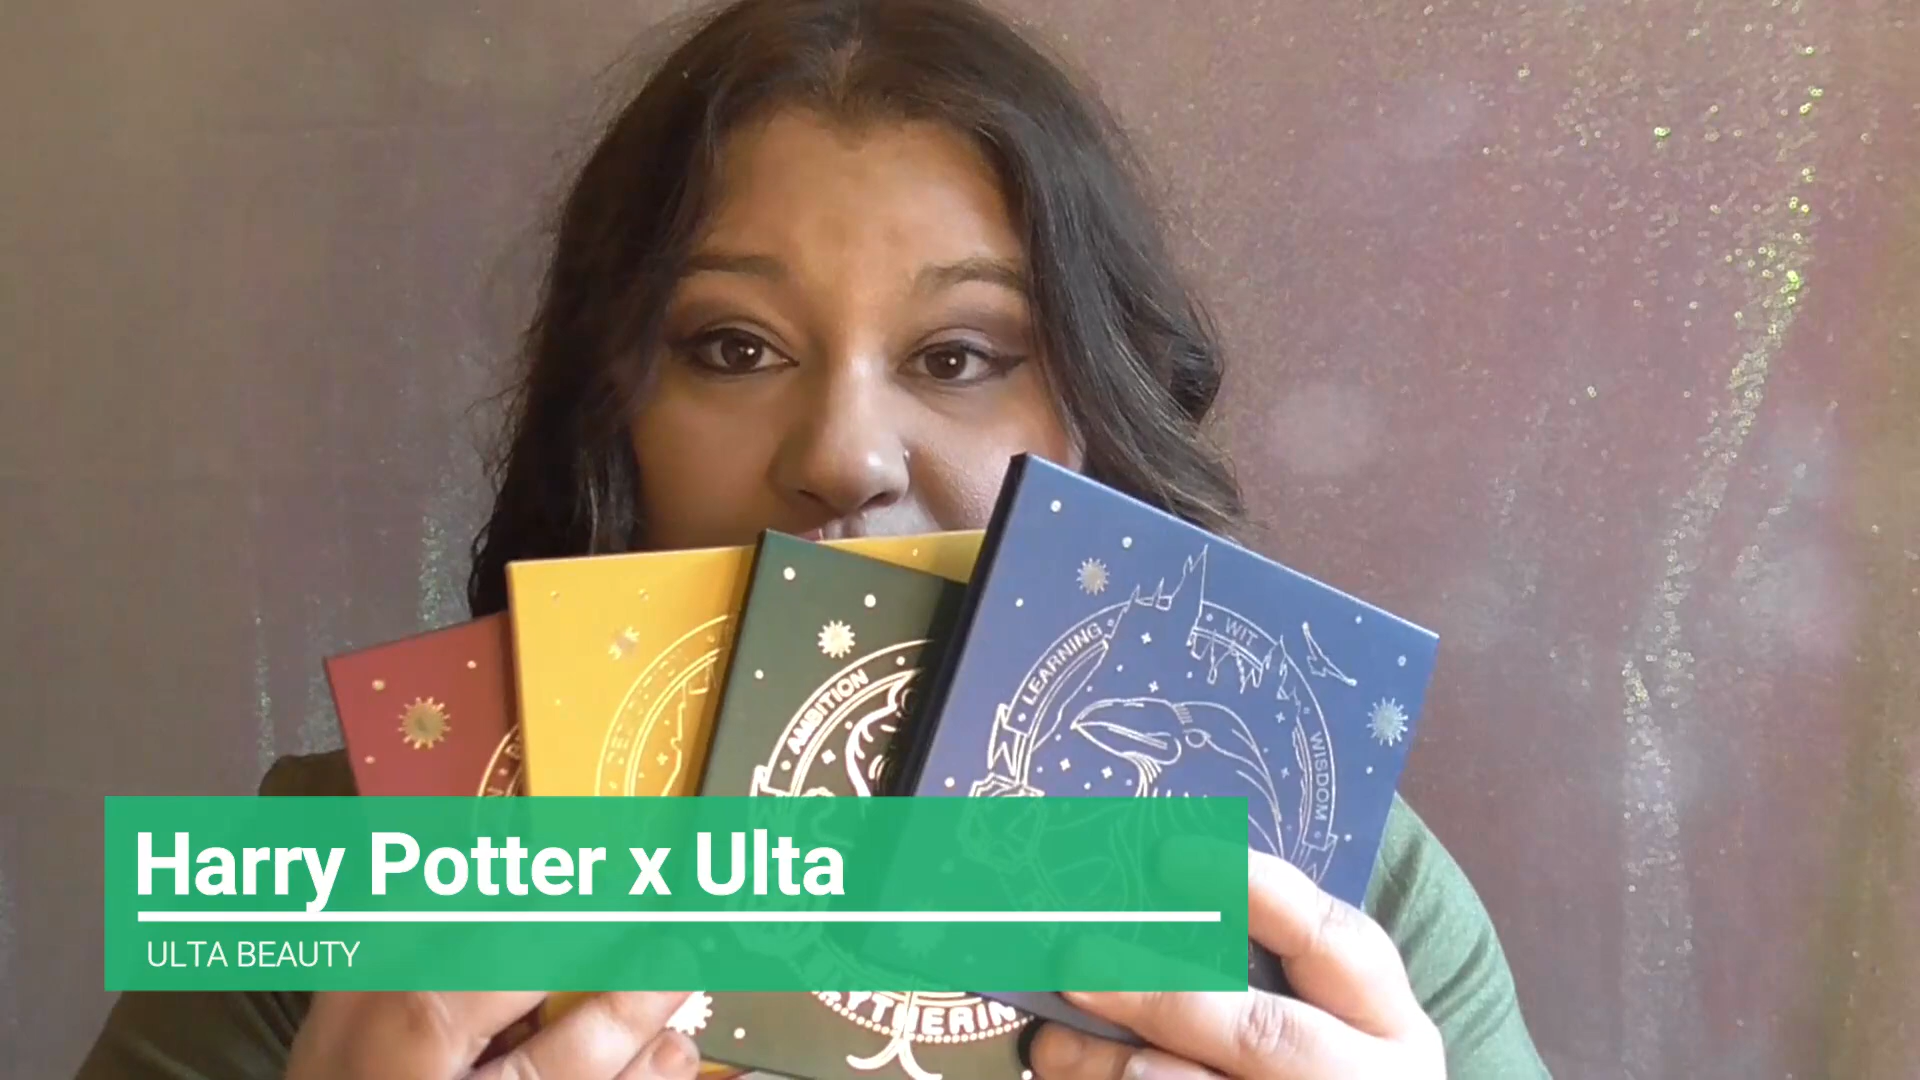 LEARNING
WIT
WISDOM
AMBITION
Harry Potter x Ulta
ULTA BEAUTY